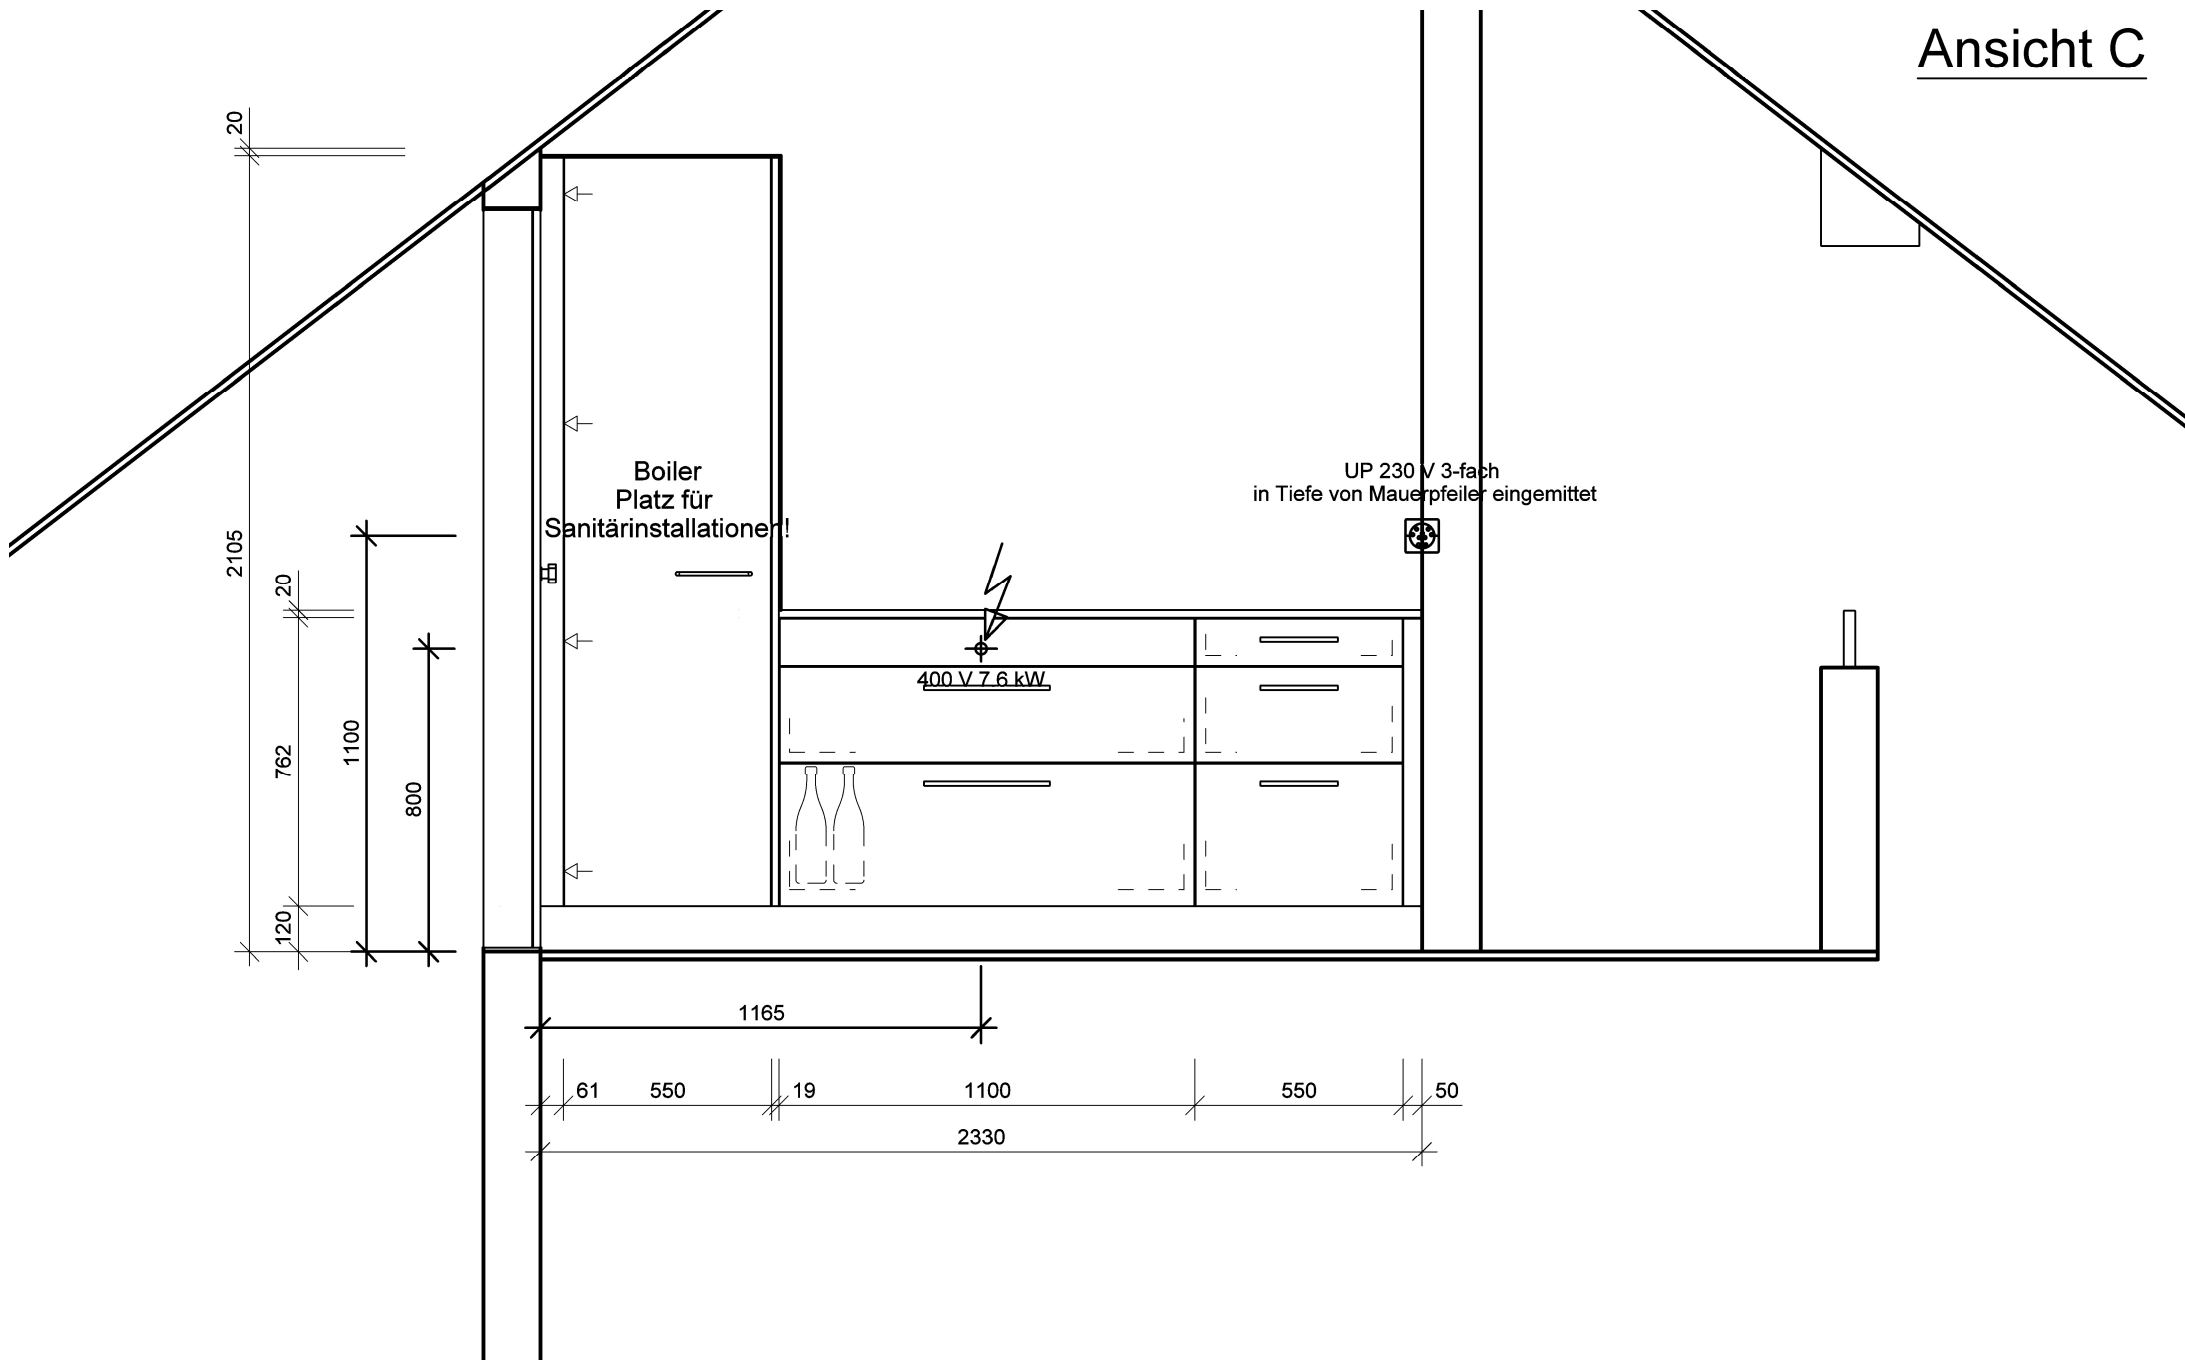 Ansicht C
20
2105
1100
20
762
120
800
Boiler
Platz für
Sanitärinstallationen!
UP 230 V 3-fach
in Tiefe von Mauerpfeiler eingemittet
400 V 7.6 kW
1165
61 550 19 1100 550 50
2330